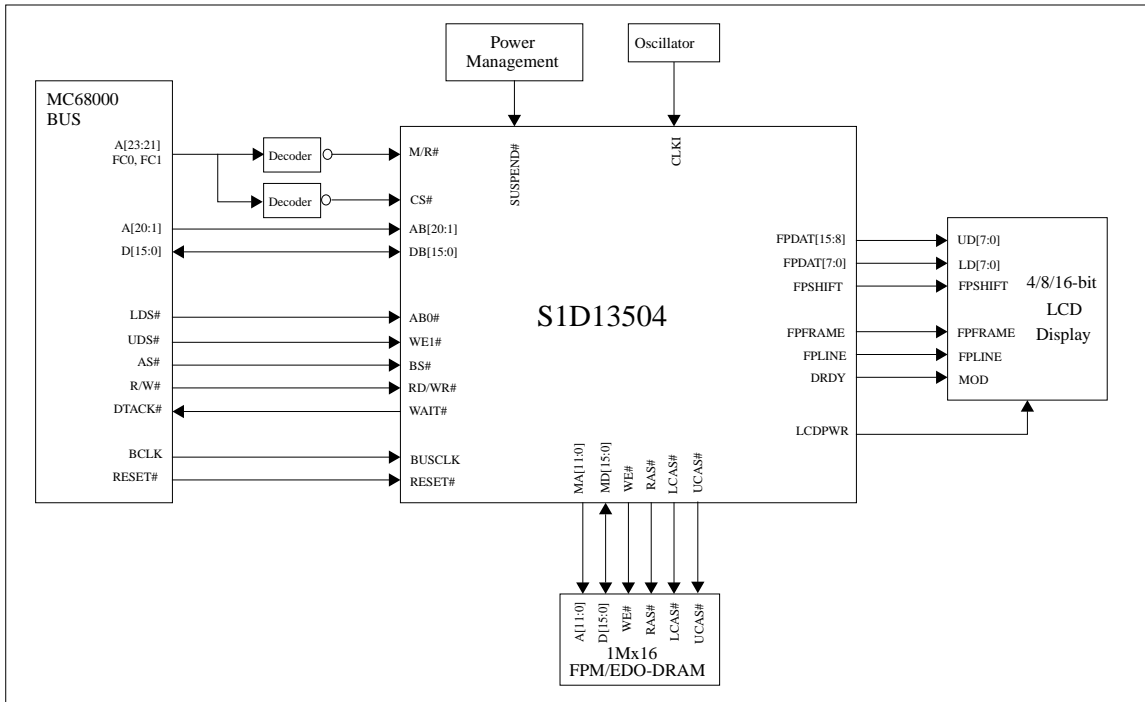 Power
Management
Oscillator
MC68000
BUS
A[23:21]
FC0, FC1
Decoder
M/R#
SUSPEND#
CLKI
Decoder
CS#
A[20:1]
AB[20:1]
D[15:0]
DB[15:0]
FPDAT[15:8]
UD[7:0]
FPDAT[7:0]
LD[7:0]
FPSHIFT
FPSHIFT
4/8/16-bit
LCD
Display
LDS#
AB0#
S1D13504
UDS#
WE1#
FPFRAME
FPFRAME
AS#
BS#
FPLINE
FPLINE
R/W#
RD/WR#
DRDY
MOD
DTACK#
WAIT#
LCDPWR
BCLK
BUSCLK
RESET#
RESET#
MA[11:0]
MD[15:0]
WE#
RAS#
LCAS#
UCAS#
A[11:0]
D[15:0]
WE#
RAS#
LCAS#
UCAS#
1Mx16
FPM/EDO-DRAM